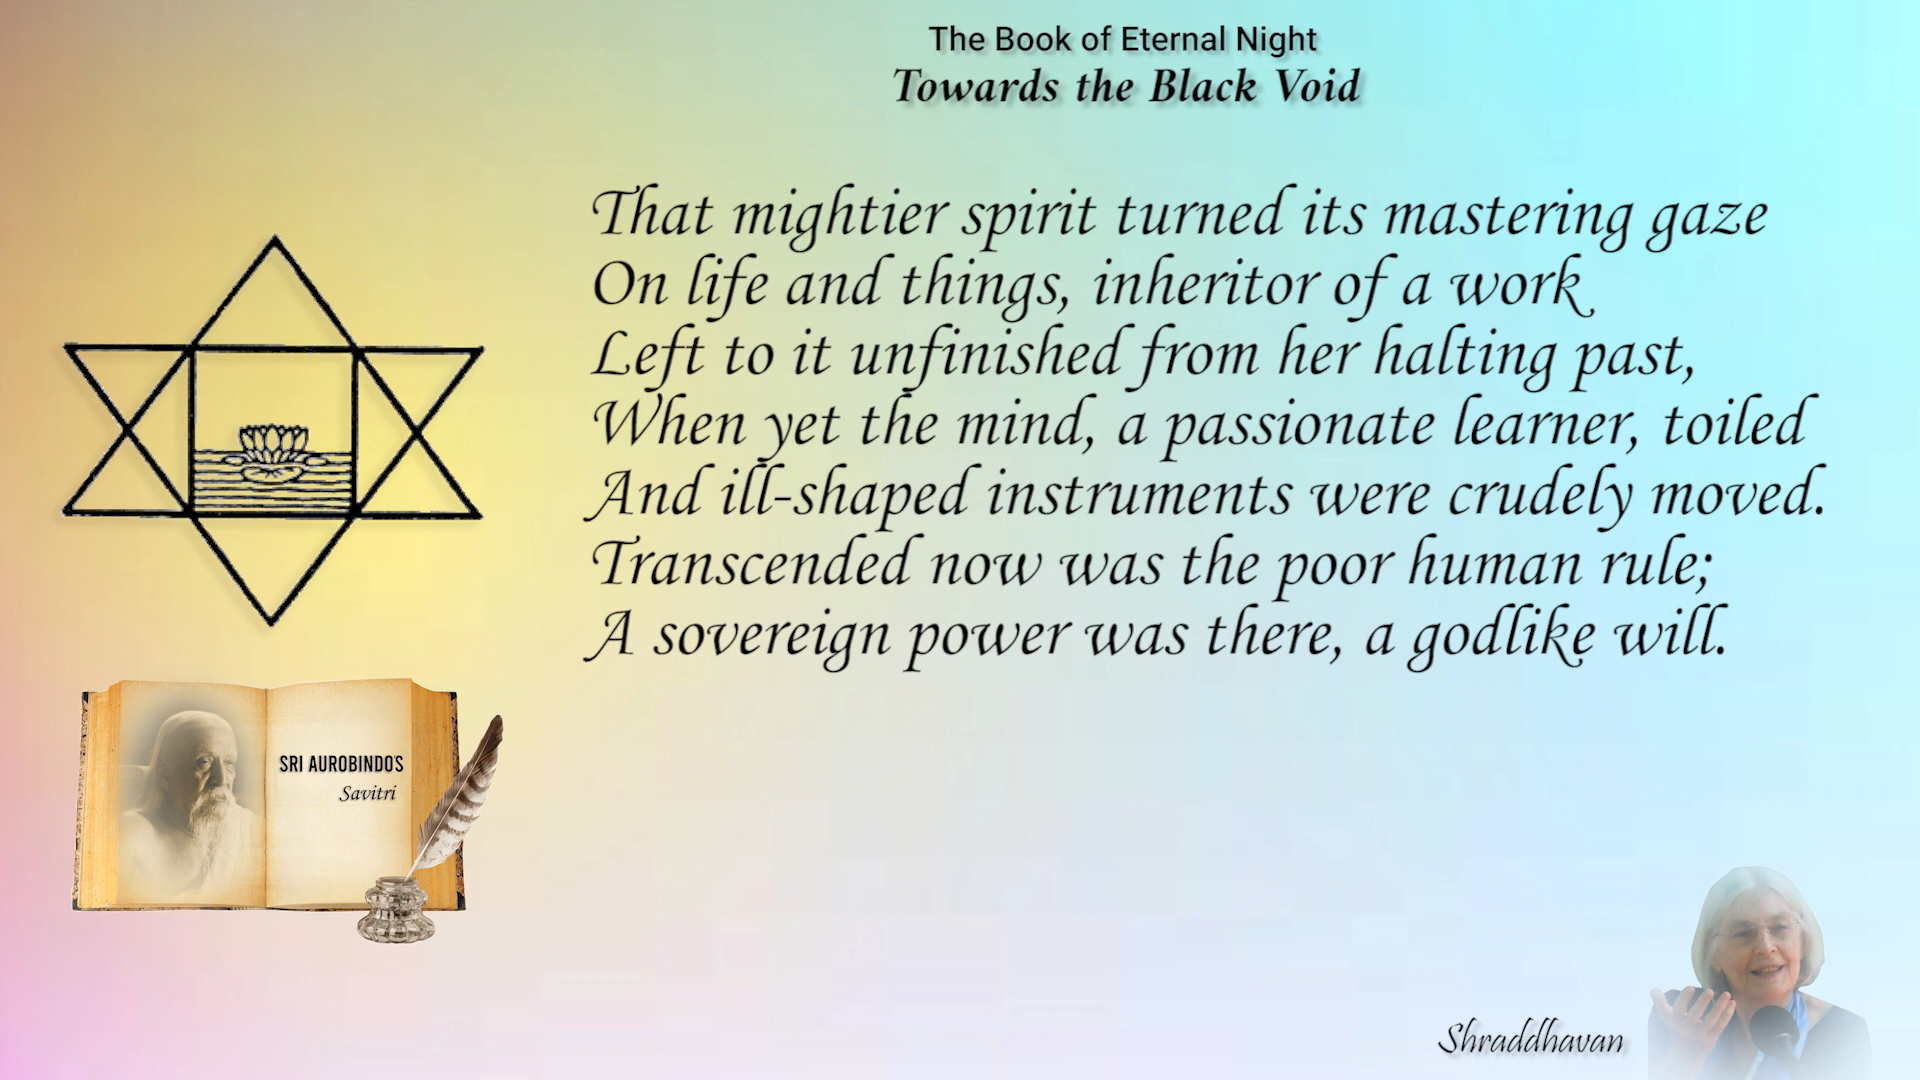 The Book of Eternal Night
Towards the Black Void
That mightier spirit turned its mastering gaze
On life and things, inheritor of a work
Left to it unfinished from her halting past,
When yet the mind, a passionate learner, toiled
And ill-shaped instruments were crudely moved.
Transcended now was the poor human rule;
A sovereign power was there, a godlike will.
SRI AUROBINDO'S
Savitri
Shraddhavan